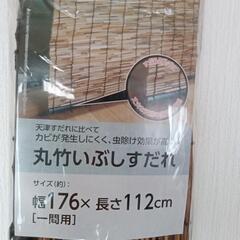 天津すだれに比べて
カビが発生しにくく、虫除け効果が高
丸竹いぶしすだれ
サイズ(約):
幅176×長さ112cm
[一間用]